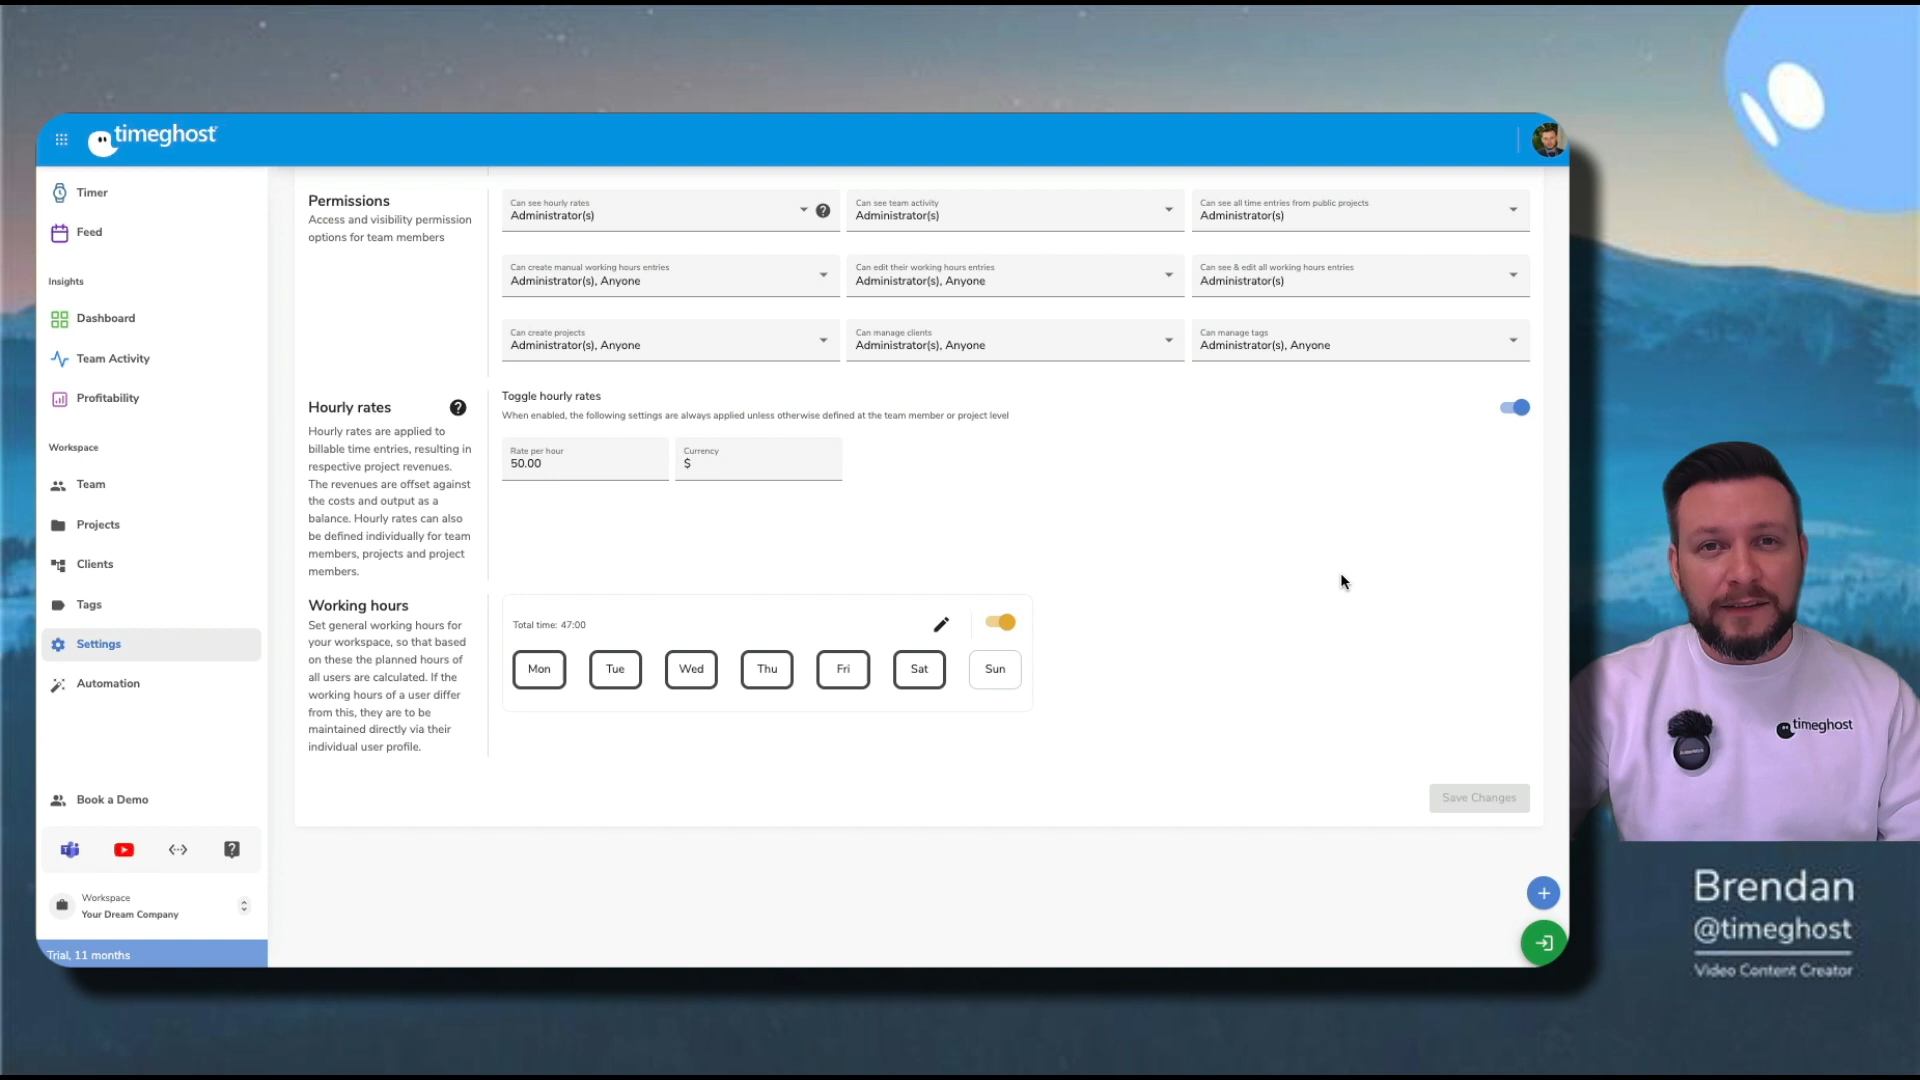 timeghost
Timer
Feed
Insights
Dashboard
Team Activity
Profitability
Workspace
Team
Projects
Clients
Tags
Settings
Automation
Book a Demo
Workspace
Your Dream Company
Trial, 11 months
Permissions
Access and visibility permission
options for team members
Can see hourly rates
Administrator(s)
Can see team activity
Administrator(s)
Can see all time entries from public projects
Administrator(s)
Can create manual working hours entries
Administrator(s), Anyone
Can edit their working hours entries
Administrator(s), Anyone
Can see & edit all working hours entries
Administrator(s)
Can create projects
Administrator(s), Anyone
Can manage clients
Administrator(s), Anyone
Can manage tags
Administrator(s), Anyone
Hourly rates
Hourly rates are applied to
billable time entries, resulting in
respective project revenues.
The revenues are offset against
the costs and output as a
balance. Hourly rates can also
be defined individually for team
members, projects and project
members.
Toggle hourly rates
When enabled, the following settings are always applied unless otherwise defined at the team member or project level
Rate per hour
50.00
Currency
$
Working hours
Set general working hours for
your workspace, so that based
on these the planned hours of
all users are calculated. If the
working hours of a user differ
from this, they are to be
maintained directly via their
individual user profile.
Total time: 47:00
Mon
Tue
Wed
Thu
Fri
Sat
Sun
Save Changes
timeghost
Brendan
@timeghost
Video Content Creator